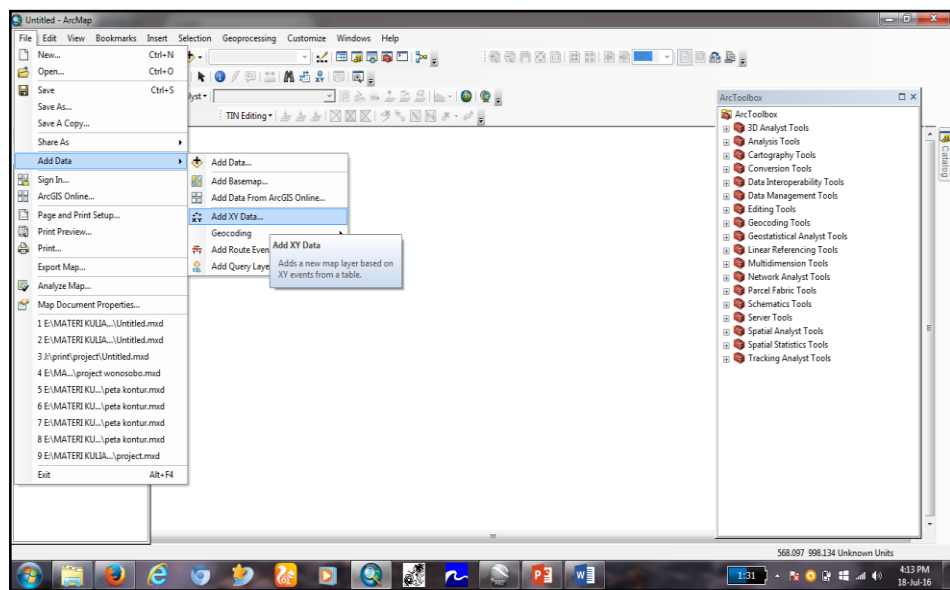 Untitled - ArcMap
File Edit View Bookmarks Insert Selection Geoprocessing Customize Windows Help
New... Ctrl+N
Open... Ctrl+O
Save Ctrl+S
Save As...
Save A Copy...
Share As
Add Data
Sign In...
ArcGIS Online...
Page and Print Setup...
Print Preview...
Print...
Export Map...
Analyze Map...
Map Document Properties...
1 E:\MATERI KULIA...\Untitled.mxd
2 E:\MATERI KULIA...\Untitled.mxd
3 J:\print\project\Untitled.mxd
4 E:\MA...\project wonosobo.mxd
5 E:\MATERI KU...\peta kontur.mxd
6 E:\MATERI KU...\peta kontur.mxd
7 E:\MATERI KU...\peta kontur.mxd
8 E:\MATERI KU...\peta kontur.mxd
9 E:\MATERI KULIA...\project.mxd
Exit Alt+F4
lyst
TIN Editing
Add Data...
Add Basemap...
Add Data From ArcGIS Online...
XY Add XY Data...
Geocoding
Add Route Even
Add Query Laye
Add XY Data
Adds a new map layer based on
XY events from a table.
ArcToolbox
ArcToolbox
3D Analyst Tools
Analysis Tools
Cartography Tools
Conversion Tools
Data Interoperability Tools
Data Management Tools
Editing Tools
Geocoding Tools
Geostatistical Analyst Tools
Linear Referencing Tools
Multidimension Tools
Network Analyst Tools
Parcel Fabric Tools
Schematics Tools
Server Tools
Spatial Analyst Tools
Spatial Statistics Tools
Tracking Analyst Tools
Catalog
568.097 998.134 Unknown Units
1:31
4:13 PM
18-Jul-16